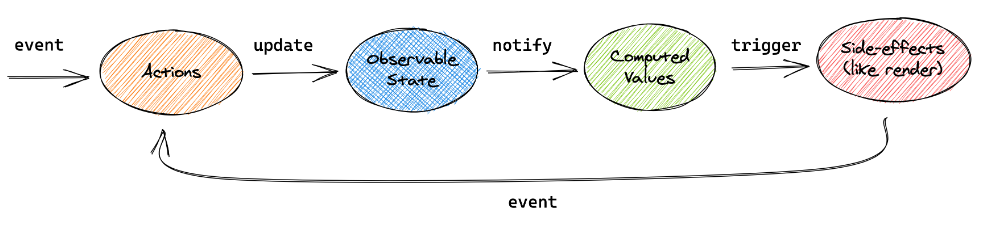 event
Actions
update
Observable
State
notify
Computed
Values
trigger
Side-effects
(like render)
event